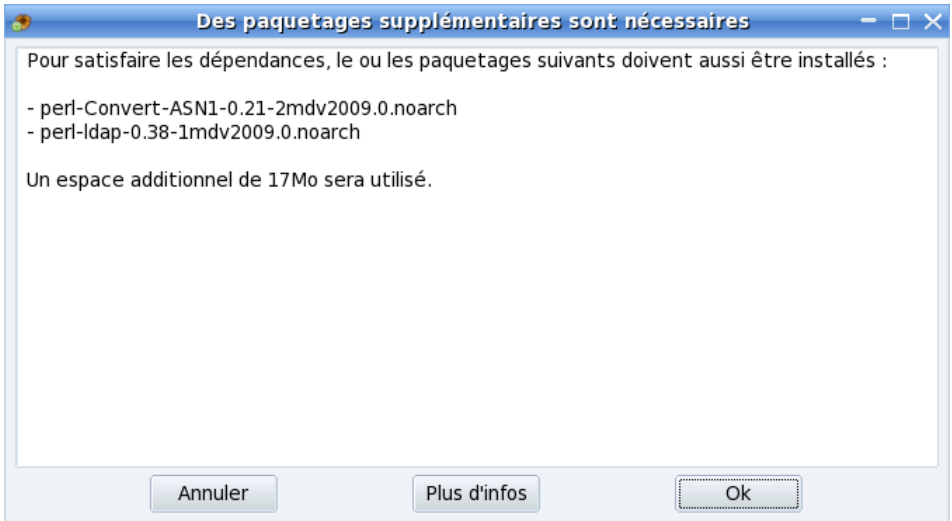 Des paquetages supplémentaires sont nécessaires
Pour satisfaire les dépendances, le ou les paquetages suivants doivent aussi être installés :
- perl-Convert-ASN1-0.21-2mdv2009.0.noarch
- perl-ldap-0.38-1mdv2009.0.noarch
Un espace additionnel de 17Mo sera utilisé.
Annuler
Plus d'infos
Ok